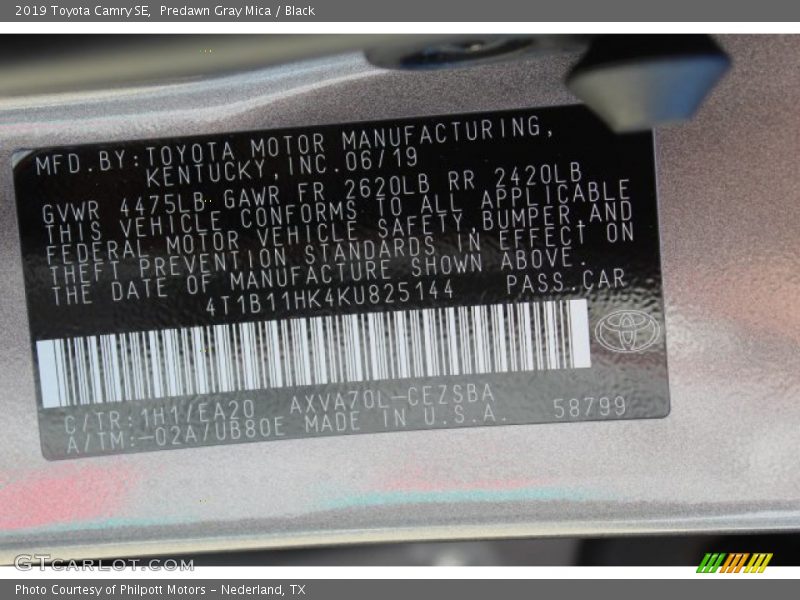 2019 Toyota Camry SE, Predawn Gray Mica / Black
MFD.BY:TOYOTA MOTOR MANUFACTURING,
KENTUCKY,INC.06/19
GVWR 4475LB GAWR FR 2620LB RR 2420LB
THIS VEHICLE CONFORMS TO ALL APPLICABLE
FEDERAL MOTOR VEHICLE SAFETY,BUMPER,AND
THEFT PREVENTION STANDARDS IN EFFECT ON
THE DATE OF MANUFACTURE SHOWN ABOVE.
4T1B11HK4KU825144 PASS.CAR
C/TR:1H1/EA20 AXVA70L-CEZSBA
A/TM:-02A/UB80E MADE IN U.S.A. 58799
GTCARLOT.COM
Photo Courtesy of Philpott Motors - Nederland, TX